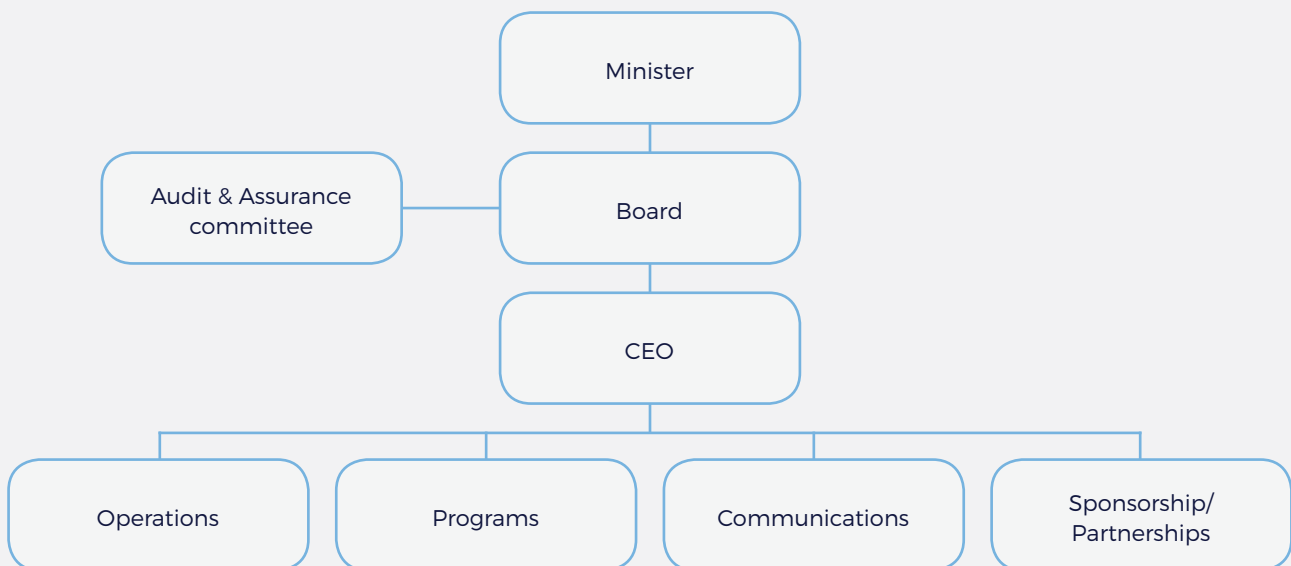 Minister
Audit & Assurance
committee
Board
CEO
Operations
Programs
Communications
Sponsorship/
Partnerships